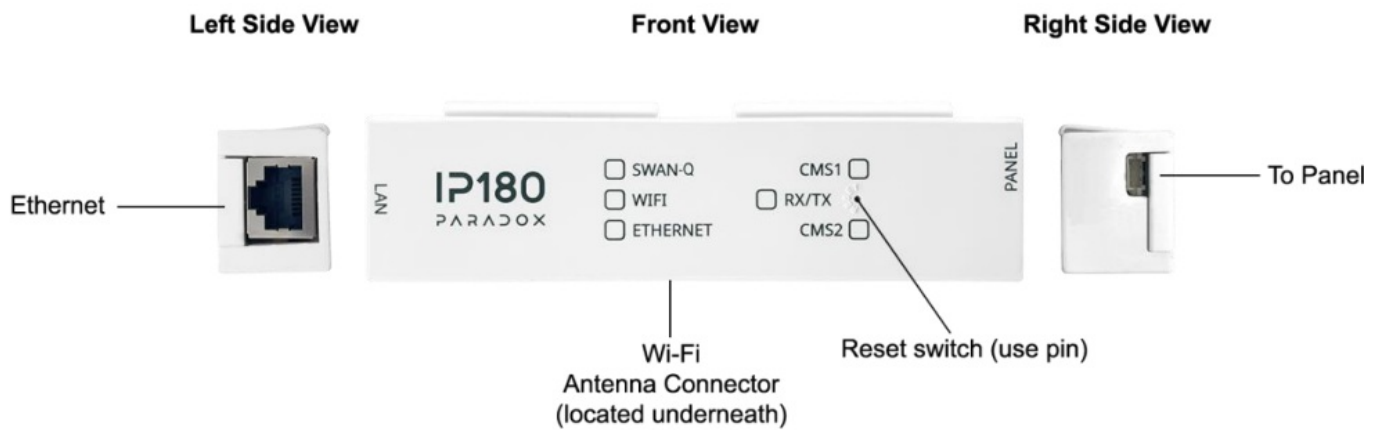 Left Side View
Front View
Right Side View
Ethernet
LAN
IP180
PARADOX
SWAN-Q
WIFI
ETHERNET
CMS1
RX/TX
CMS2
PANEL
To Panel
Wi-Fi
Antenna Connector
(located underneath)
Reset switch (use pin)